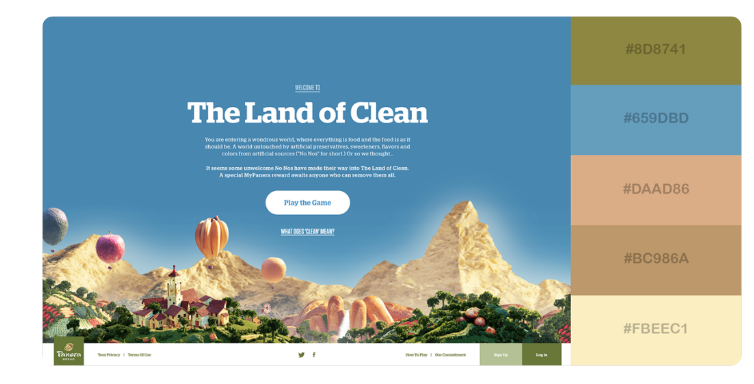 WELCOME TO
The Land of Clean
You are entering a wondrous world, where everything is food and the food is as it
should be. A world untouched by artificial preservatives, sweeteners, flavors and
colors from artificial sources ("No Nos" for short.) Or so we thought...
It seems some unwelcome No Nos have made their way into The Land of Clean.
A special MyPanera reward awaits anyone who can remove them all.
Play the Game
WHAT DOES 'CLEAN' MEAN?
Panera
BREAD
Your Privacy | Terms Of Use
How To Play | Our Commitment
Sign Up
Log in
#8D8741
#659DBD
#DAAD86
#BC986A
#FBEEC1